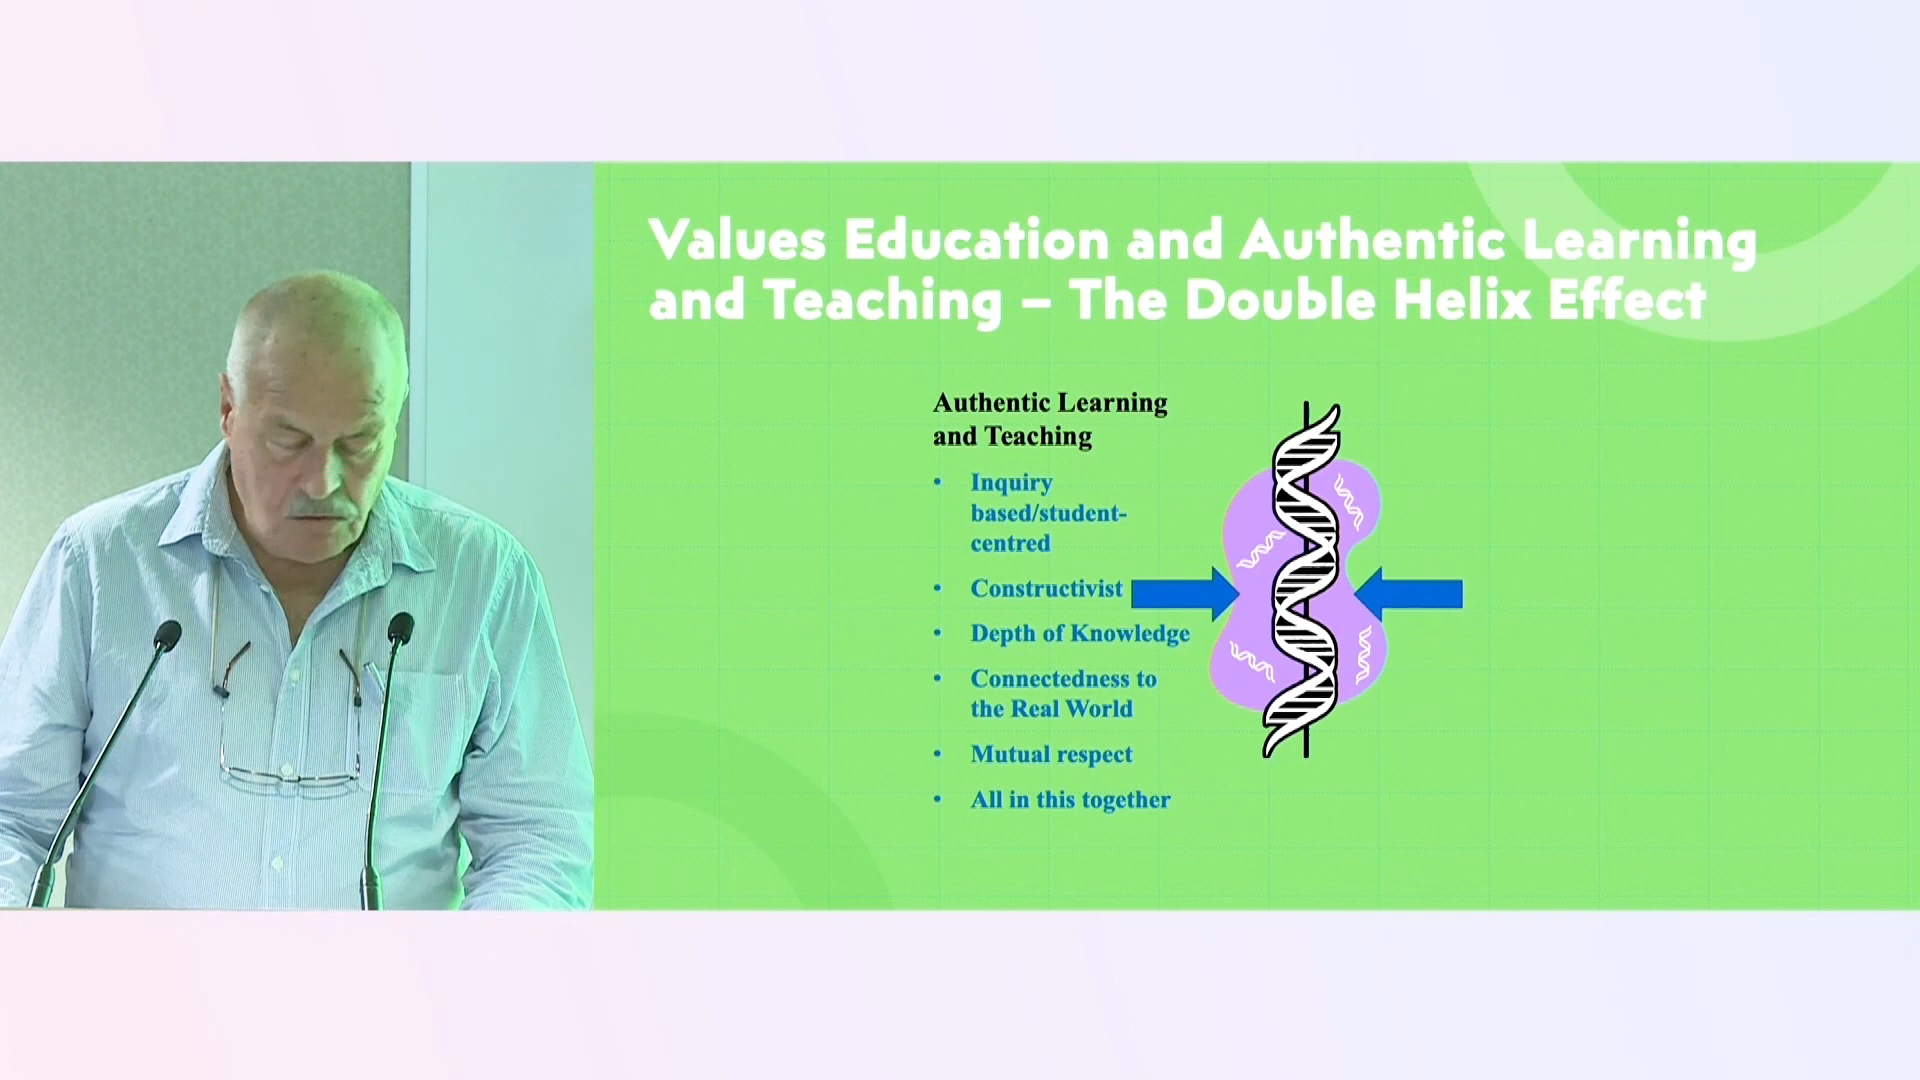 Values Education and Authentic Learning
and Teaching – The Double Helix Effect
Authentic Learning
and Teaching
• Inquiry
based/student-
centred
• Constructivist
• Depth of Knowledge
• Connectedness to
the Real World
• Mutual respect
• All in this together